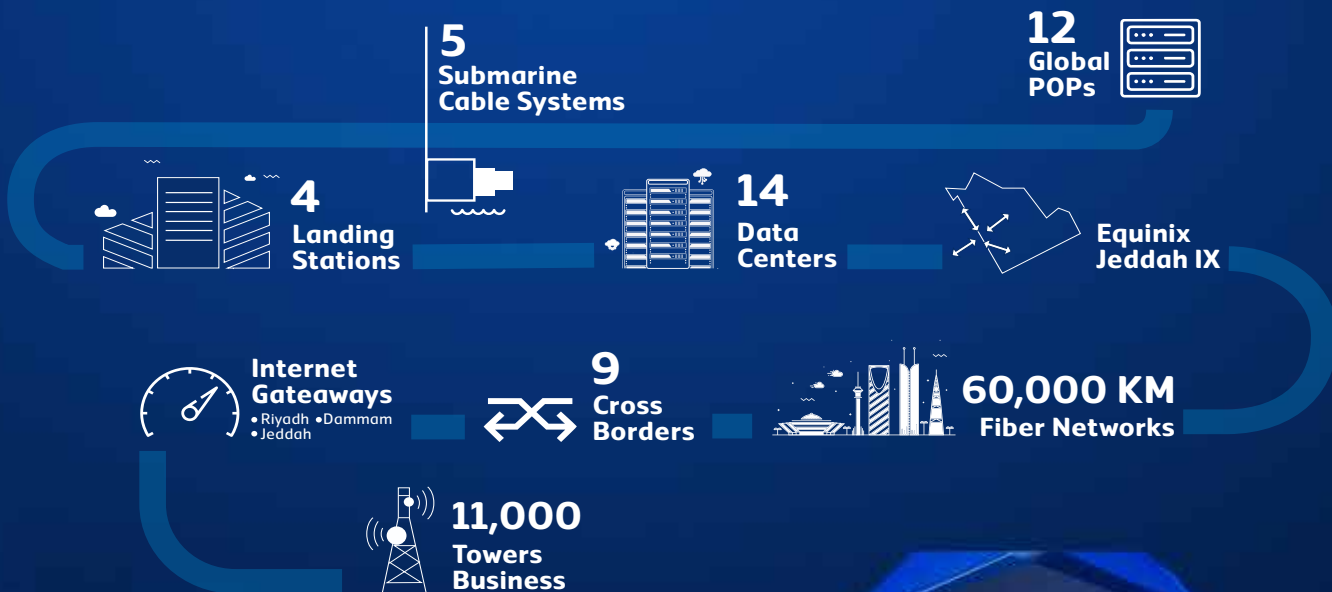 12
Global
POPs
5
Submarine
Cable Systems
4
Landing
Stations
14
Data
Centers
Equinix
Jeddah IX
60,000 KM
Fiber Networks
9
Cross
Borders
Internet
Gateaways
• Riyadh •Dammam
• Jeddah
11,000
Towers
Business